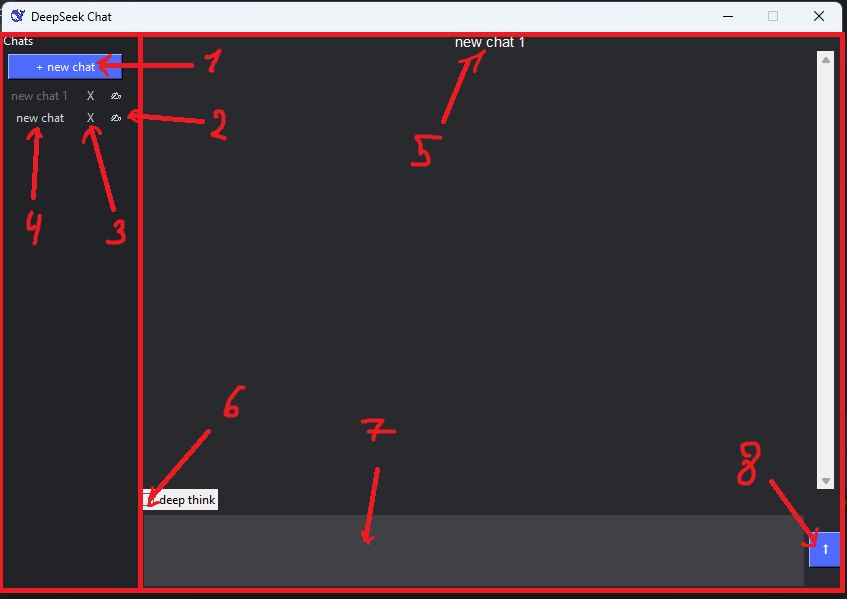 DeepSeek Chat
Chats
new chat 1
+ new chat
1
new chat 1 X ✍
new chat X ✍
2
5
4
3
6
7
8
deep think
↑